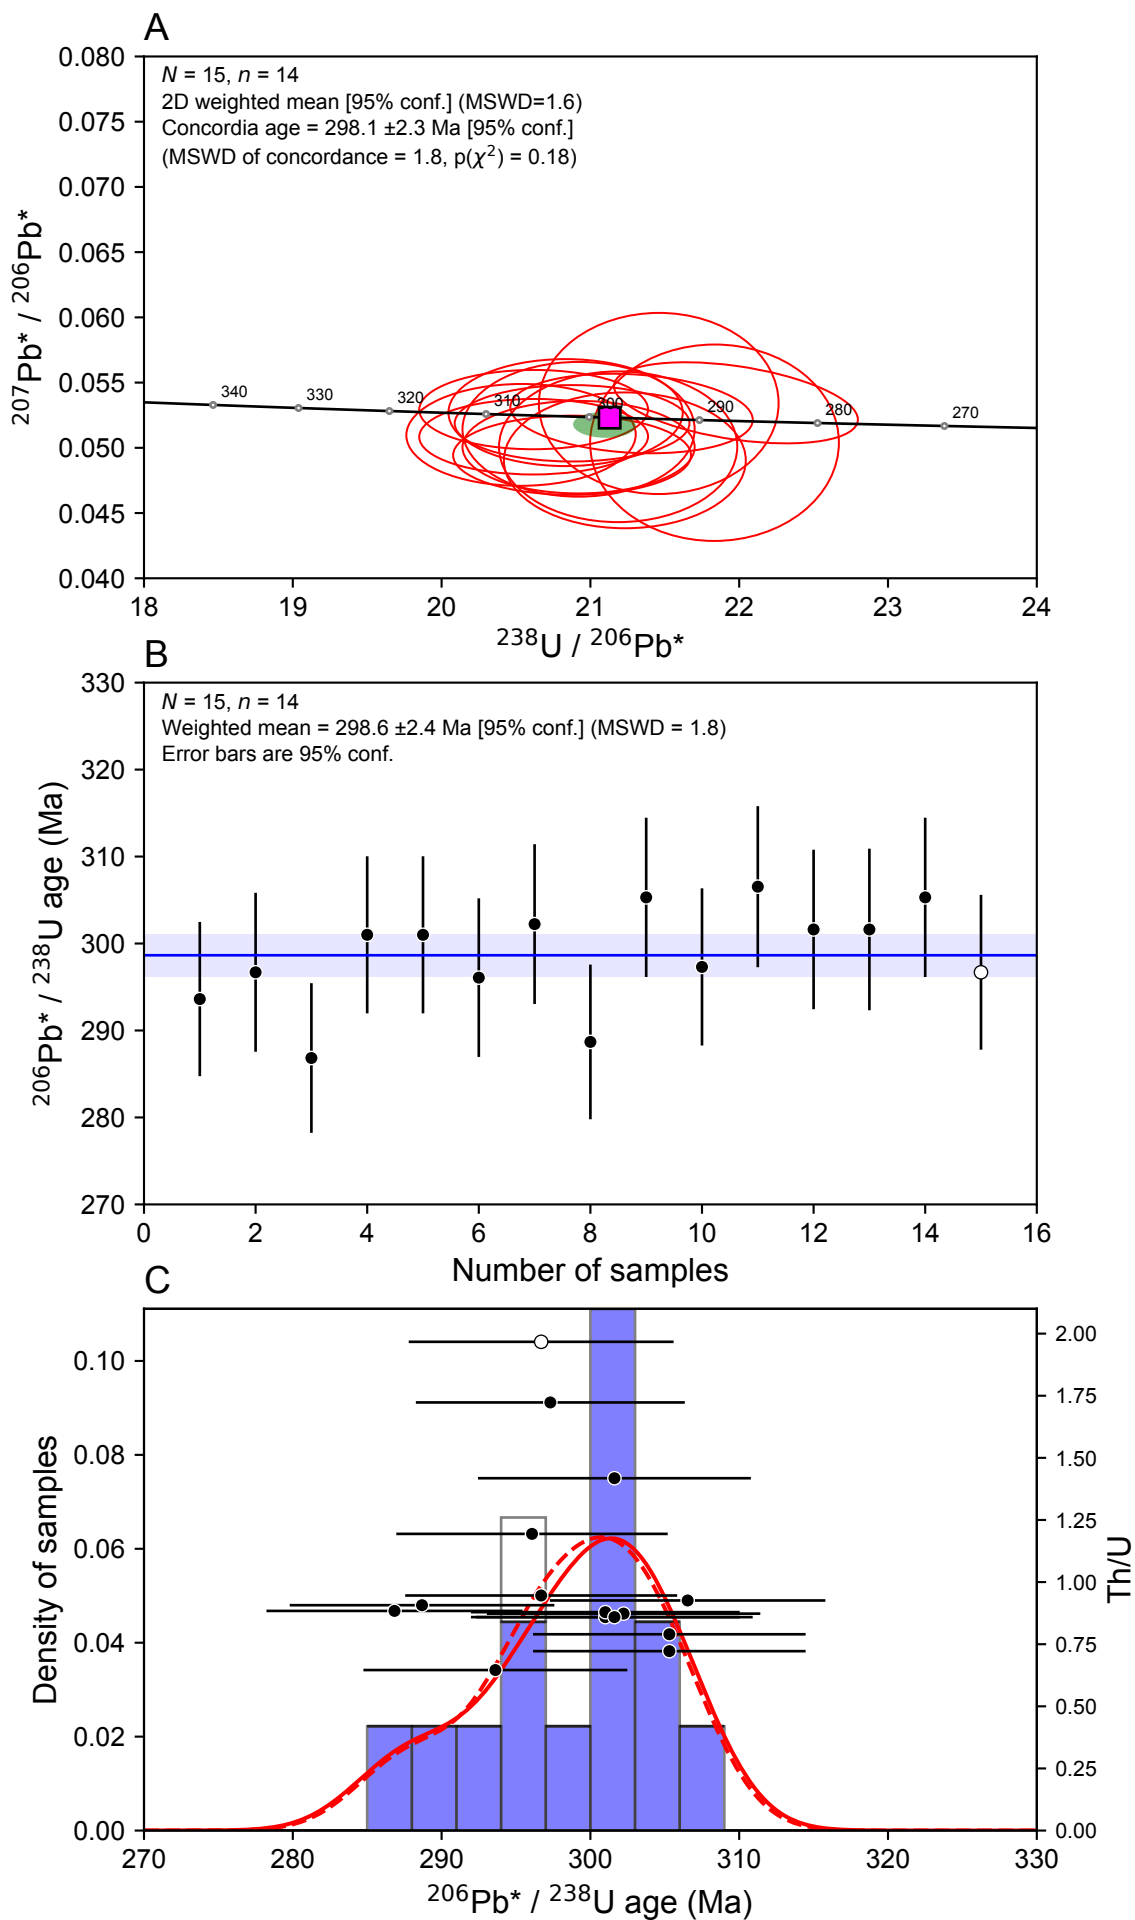 A
0.080
0.075
0.070
0.065
0.060
0.055
0.050
0.045
0.040
²⁰⁷Pb* / ²⁰⁶Pb*
N = 15, n = 14
2D weighted mean [95% conf.] (MSWD=1.6)
Concordia age = 298.1 ±2.3 Ma [95% conf.]
(MSWD of concordance = 1.8, p(χ²) = 0.18)
340
330
320
310
300
290
280
270
18 19 20 21 22 23 24
²³⁸U / ²⁰⁶Pb*
B
330
320
310
300
290
280
270
²⁰⁶Pb* / ²³⁸U age (Ma)
N = 15, n = 14
Weighted mean = 298.6 ±2.4 Ma [95% conf.] (MSWD = 1.8)
Error bars are 95% conf.
0 2 4 6 8 10 12 14 16
Number of samples
C
0.10
0.08
0.06
0.04
0.02
0.00
Density of samples
2.00
1.75
1.50
1.25
1.00
0.75
0.50
0.25
0.00
Th/U
270 280 290 300 310 320 330
²⁰⁶Pb* / ²³⁸U age (Ma)